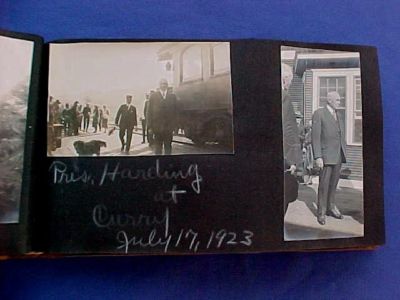 Pres. Harding
at
Curry
July 17, 1923